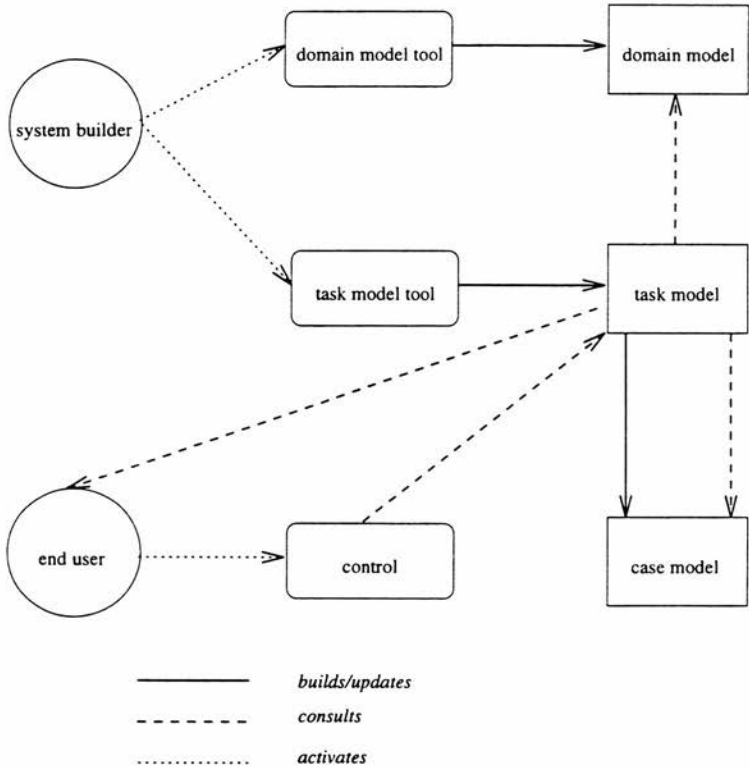 domain model tool
domain model
system builder
task model tool
task model
end user
control
case model
builds/updates
consults
activates